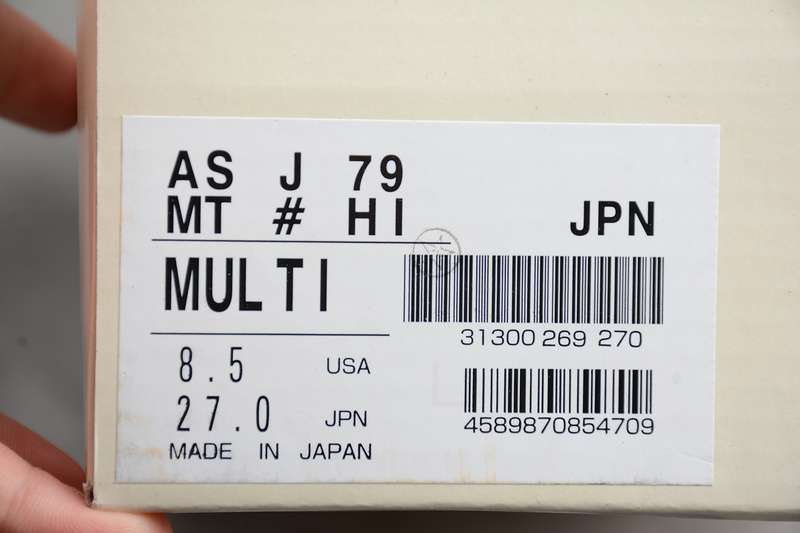 AS J 79
MT # HI
JPN
MULTI
31300 269 270
8.5 USA
27.0 JPN
4589870854709
MADE IN JAPAN